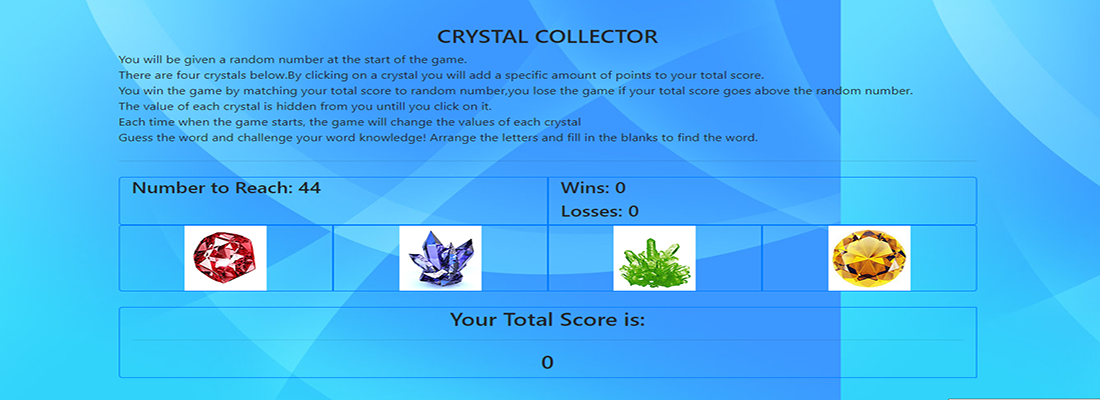 CRYSTAL COLLECTOR
You will be given a random number at the start of the game.
There are four crystals below.By clicking on a crystal you will add a specific amount of points to your total score.
You win the game by matching your total score to random number,you lose the game if your total score goes above the random number.
The value of each crystal is hidden from you untill you click on it.
Each time when the game starts, the game will change the values of each crystal
Guess the word and challenge your word knowledge! Arrange the letters and fill in the blanks to find the word.
Number to Reach: 44
Wins: 0
Losses: 0
Your Total Score is:
0